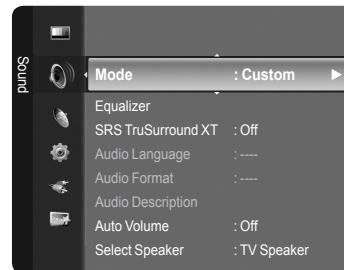 Sound
Mode : Custom
Equalizer
SRS TruSurround XT : Off
Audio Language : ----
Audio Format : ----
Audio Description
Auto Volume : Off
Select Speaker : TV Speaker